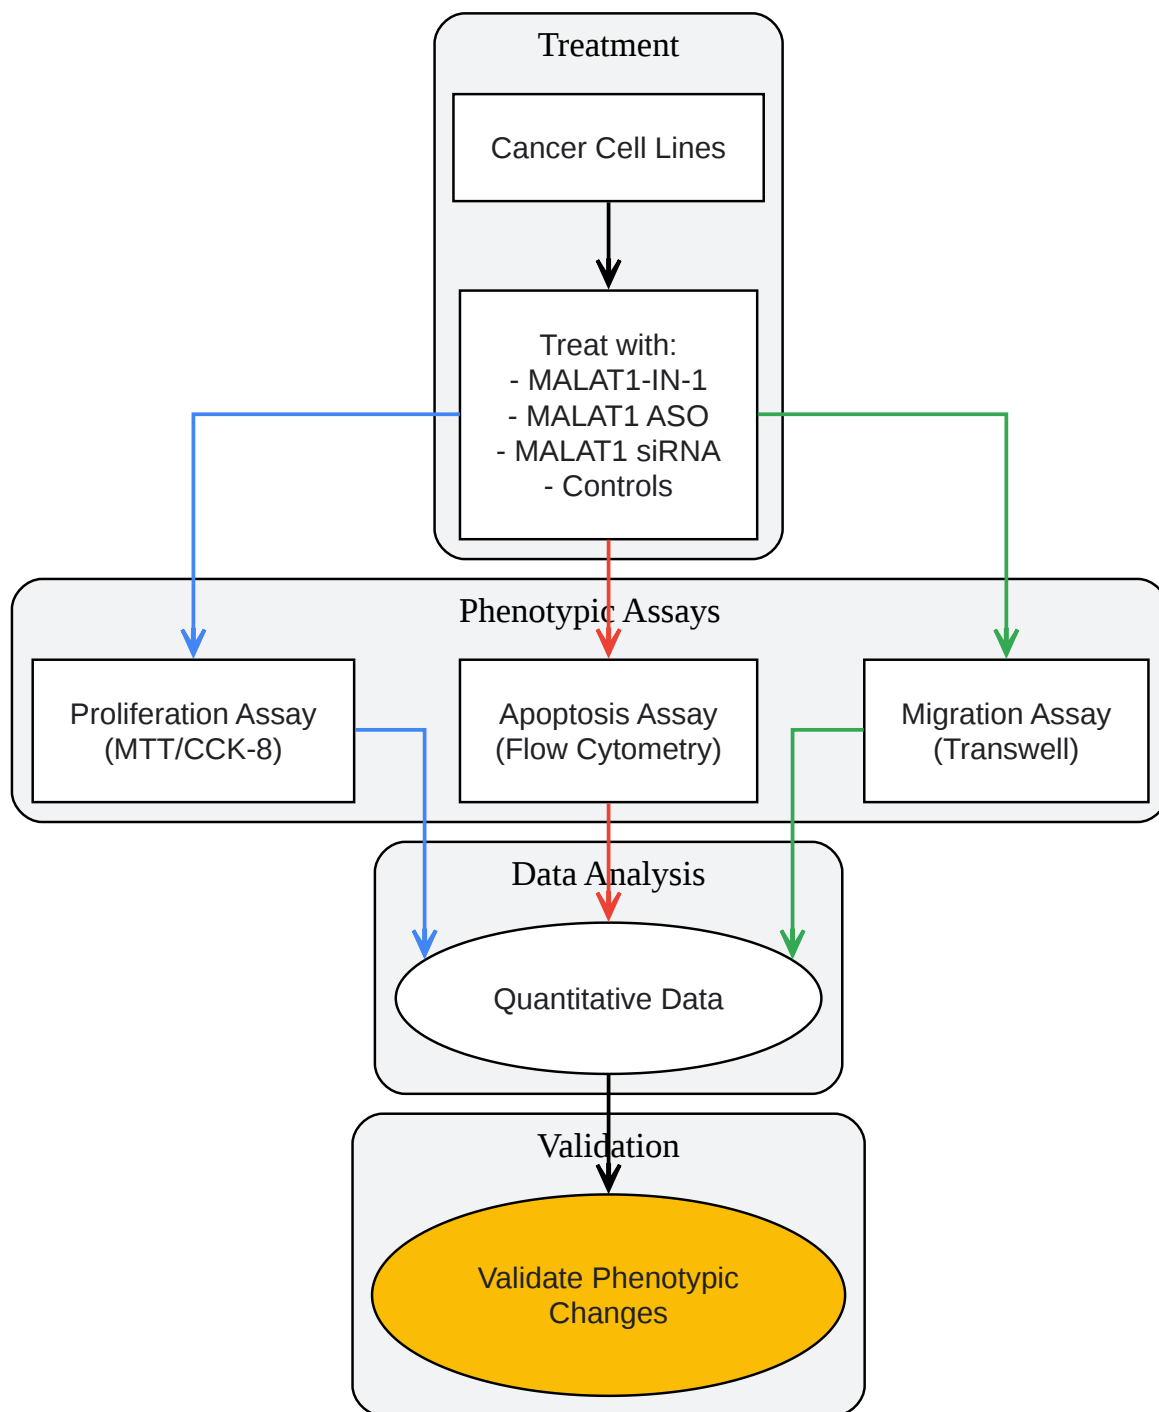 Treatment
Cancer Cell Lines
Treat with:
- MALAT1-IN-1
- MALAT1 ASO
- MALAT1 siRNA
- Controls
Phenotypic Assays
Proliferation Assay
(MTT/CCK-8)
Apoptosis Assay
(Flow Cytometry)
Migration Assay
(Transwell)
Data Analysis
Quantitative Data
Validation
Validate Phenotypic
Changes